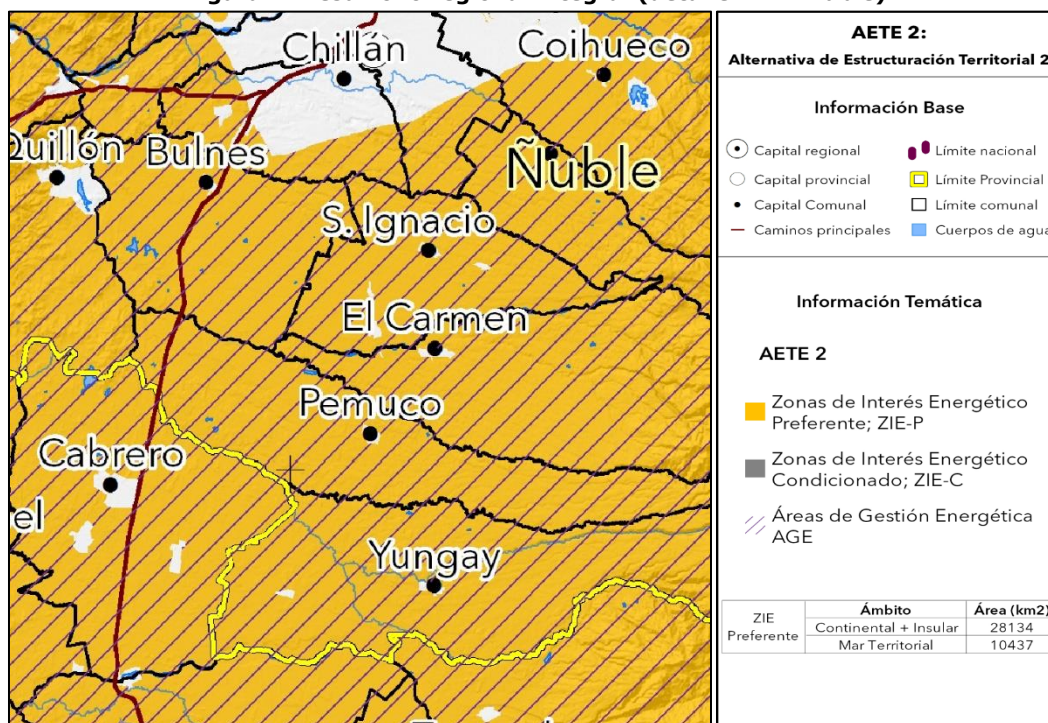 Chillán
Coihueco
Quillón
Bulnes
Ñuble
S. Ignacio
El Carmen
Pemuco
Cabrero
el
Yungay
AETE 2:
Alternativa de Estructuración Territorial 2
Información Base
Capital regional
Límite nacional
Capital provincial
Límite Provincial
Capital Comunal
Límite comunal
Caminos principales
Cuerpos de agua
Información Temática
AETE 2
Zonas de Interés Energético
Preferente; ZIE-P
Zonas de Interés Energético
Condicionado; ZIE-C
Áreas de Gestión Energética
AGE
ZIE
Preferente
Ámbito Área (km2)
Continental + Insular 28134
Mar Territorial 10437